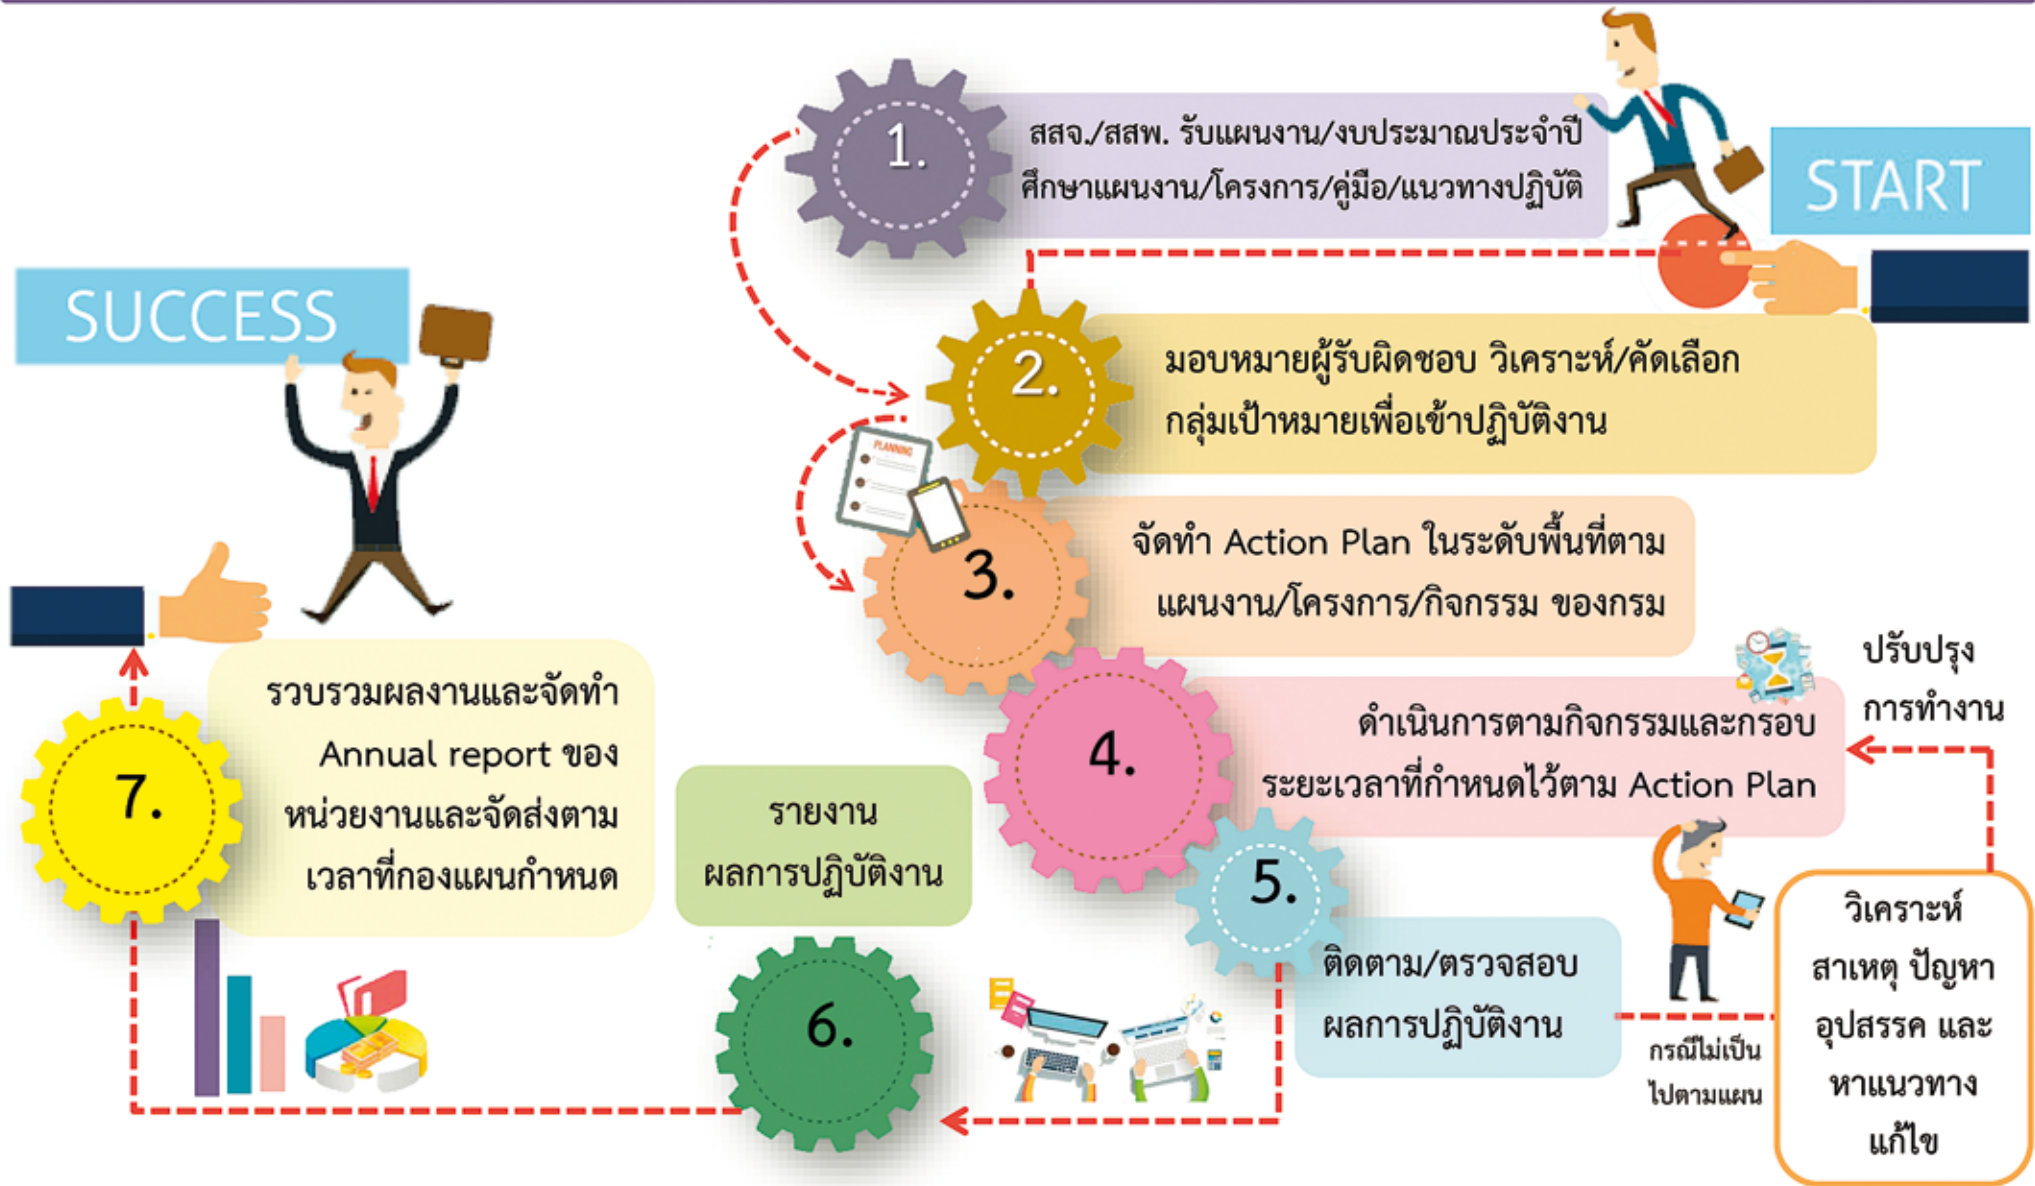 START
1.
สสจ./สสพ. รับแผนงาน/งบประมาณประจำปี
ศึกษาแผนงาน/โครงการ/คู่มือ/แนวทางปฏิบัติ
2.
มอบหมายผู้รับผิดชอบ วิเคราะห์/คัดเลือก
กลุ่มเป้าหมายเพื่อเข้าปฏิบัติงาน
PLANNING
3.
จัดทำ Action Plan ในระดับพื้นที่ตาม
แผนงาน/โครงการ/กิจกรรม ของกรม
4.
ดำเนินการตามกิจกรรมและกรอบ
ระยะเวลาที่กำหนดไว้ตาม Action Plan
ปรับปรุง
การทำงาน
5.
ติดตาม/ตรวจสอบ
ผลการปฏิบัติงาน
กรณีไม่เป็น
ไปตามแผน
วิเคราะห์
สาเหตุ ปัญหา
อุปสรรค และ
หาแนวทาง
แก้ไข
รายงาน
ผลการปฏิบัติงาน
6.
7.
รวบรวมผลงานและจัดทำ
Annual report ของ
หน่วยงานและจัดส่งตาม
เวลาที่กองแผนกำหนด
SUCCESS